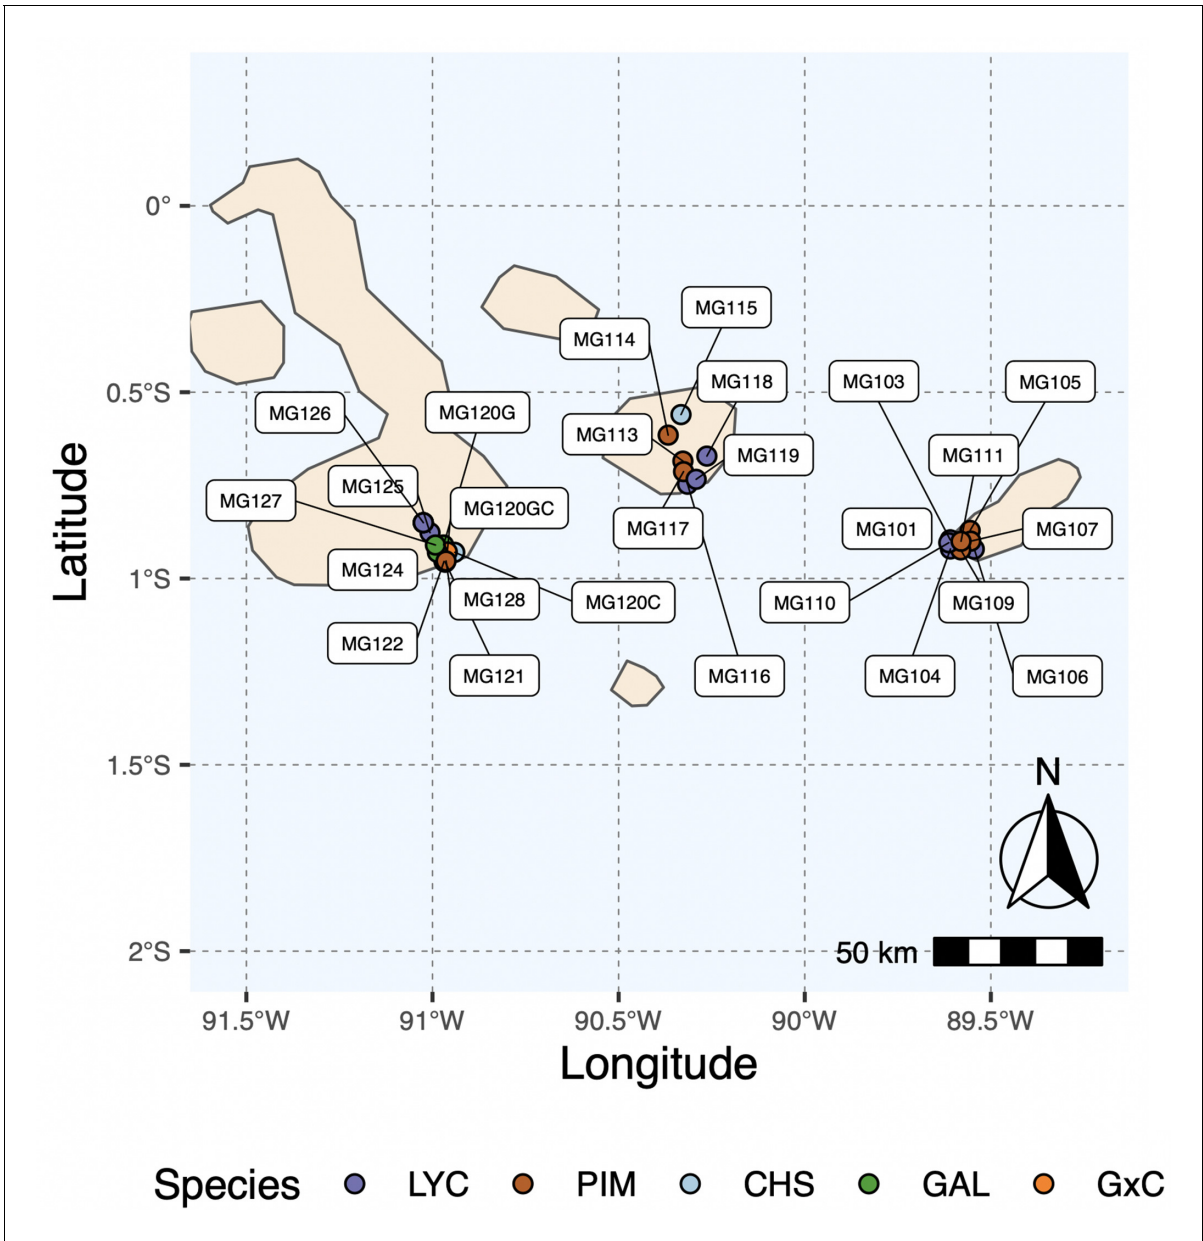 MG115
MG114
MG118
MG103
MG105
MG126
MG120G
MG113
MG119
MG111
MG125
MG127
MG120GC
MG117
MG101
MG107
MG124
MG128
MG120C
MG110
MG109
MG122
MG121
MG116
MG104
MG106
0°
0.5°S
1°S
1.5°S
2°S
Latitude
N
50 km
91.5°W 91°W 90.5°W 90°W 89.5°W
Longitude
Species LYC PIM CHS GAL GxC